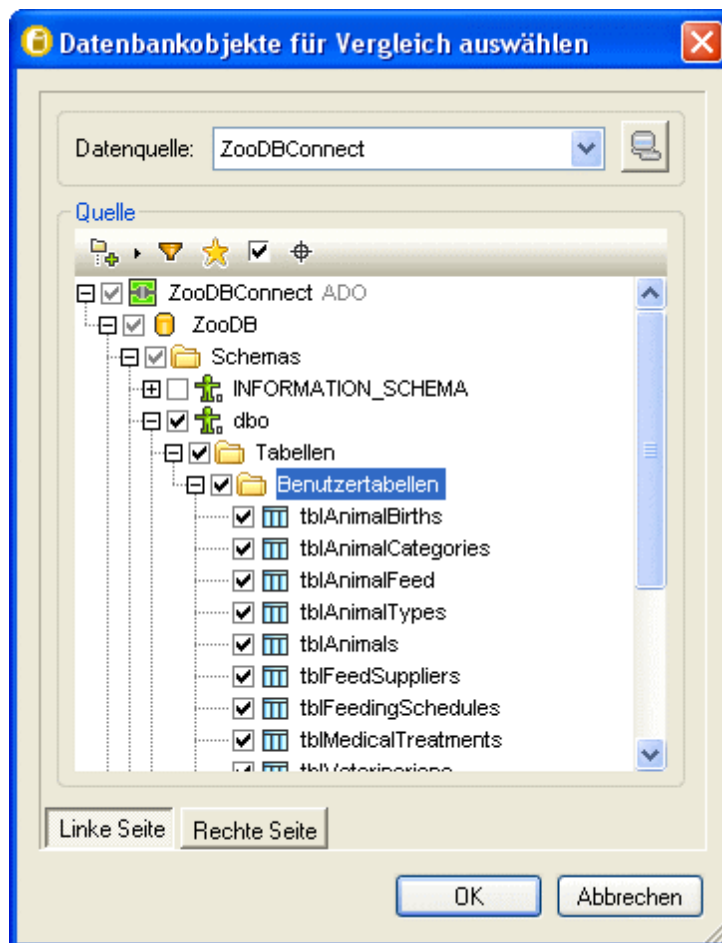 Datenbankobjekte für Vergleich auswählen
Datenquelle: ZooDBConnect
Quelle
ZooDBConnect ADO
ZooDB
Schemas
INFORMATION_SCHEMA
dbo
Tabellen
Benutzertabellen
tblAnimalBirths
tblAnimalCategories
tblAnimalFeed
tblAnimalTypes
tblAnimals
tblFeedSuppliers
tblFeedingSchedules
tblMedicalTreatments
Linke Seite Rechte Seite
OK Abbrechen